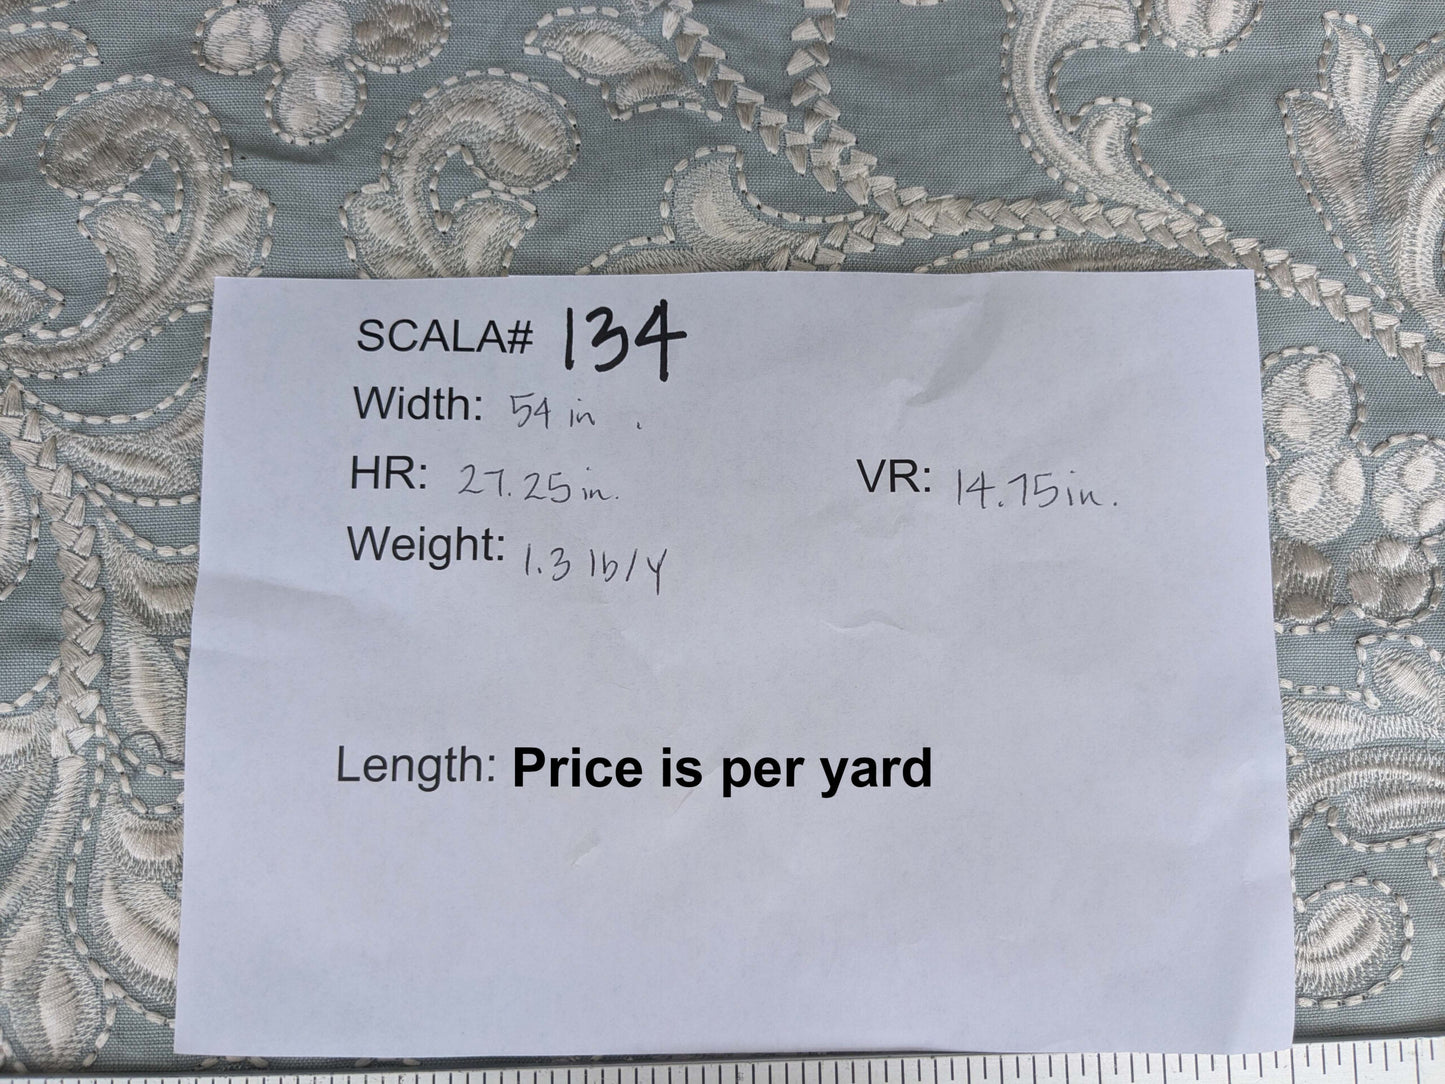 SCALA# 134
Width: 54 in .
HR: 27.25 in. VR: 14.75 in.
Weight: 1.3 lb/y
Length: Price is per yard